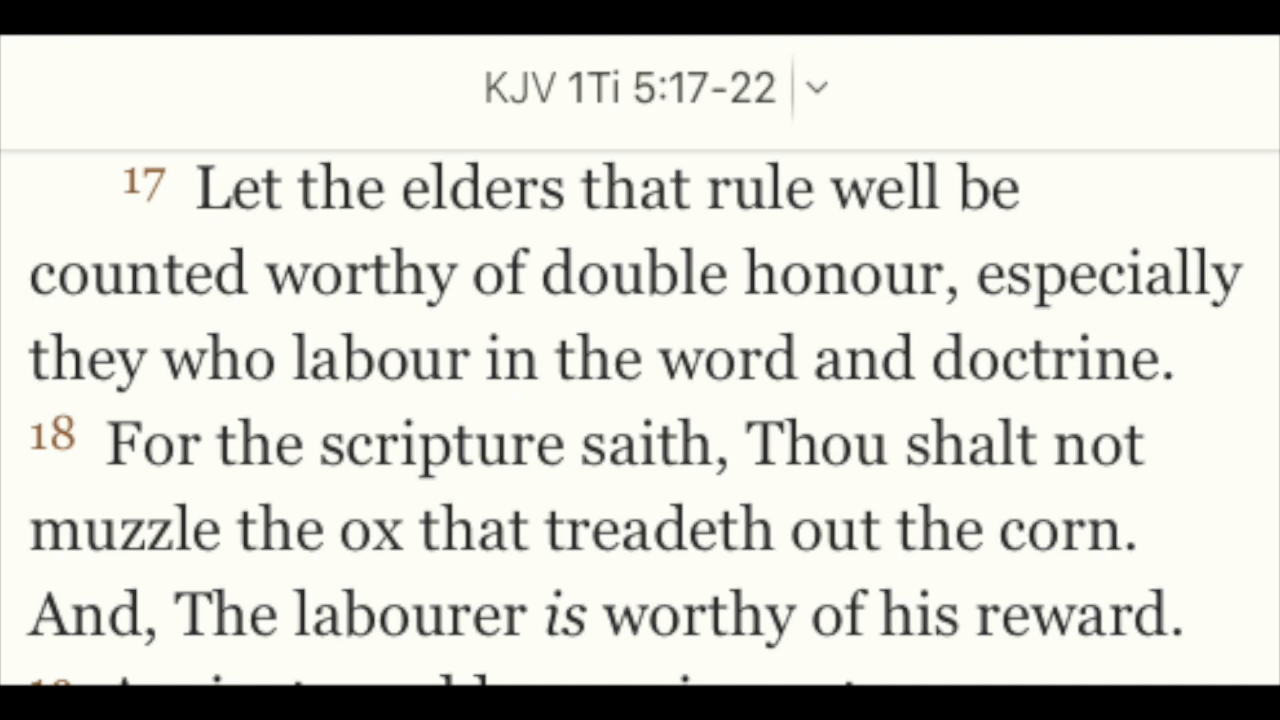 KJV 1Ti 5:17-22
17 Let the elders that rule well be
counted worthy of double honour, especially
they who labour in the word and doctrine.
18 For the scripture saith, Thou shalt not
muzzle the ox that treadeth out the corn.
And, The labourer is worthy of his reward.